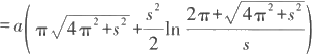 = a( π√(4π²+s²) + s²/2 ln (2π+√(4π²+s²))/s )